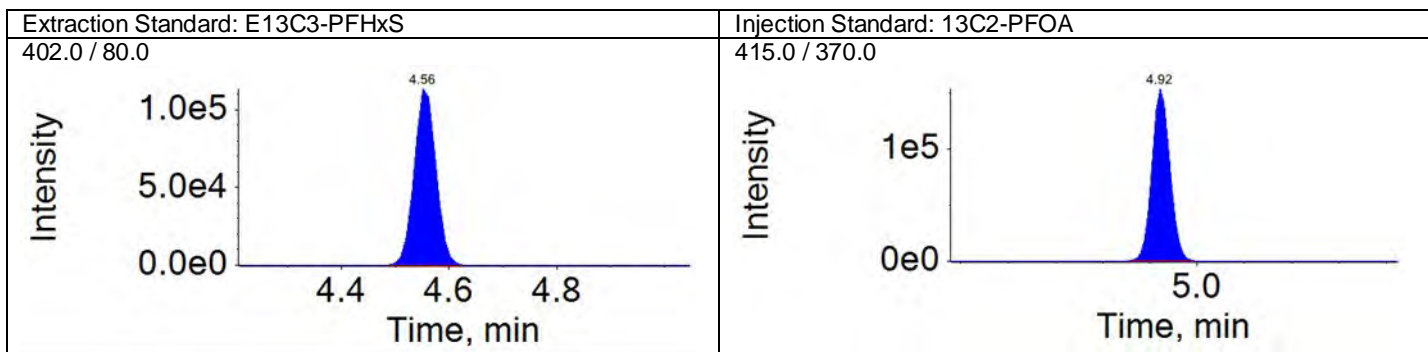 Extraction Standard: E13C3-PFHxS
402.0 / 80.0
4.56
1.0e5
5.0e4
0.0e0
Intensity
4.4 4.6 4.8
Time, min
Injection Standard: 13C2-PFOA
415.0 / 370.0
4.92
1e5
0e0
Intensity
5.0
Time, min